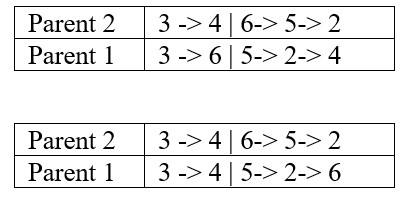 Parent 2 3 -> 4 | 6-> 5-> 2
Parent 1 3 -> 6 | 5-> 2-> 4
Parent 2 3 -> 4 | 6-> 5-> 2
Parent 1 3 -> 4 | 5-> 2-> 6